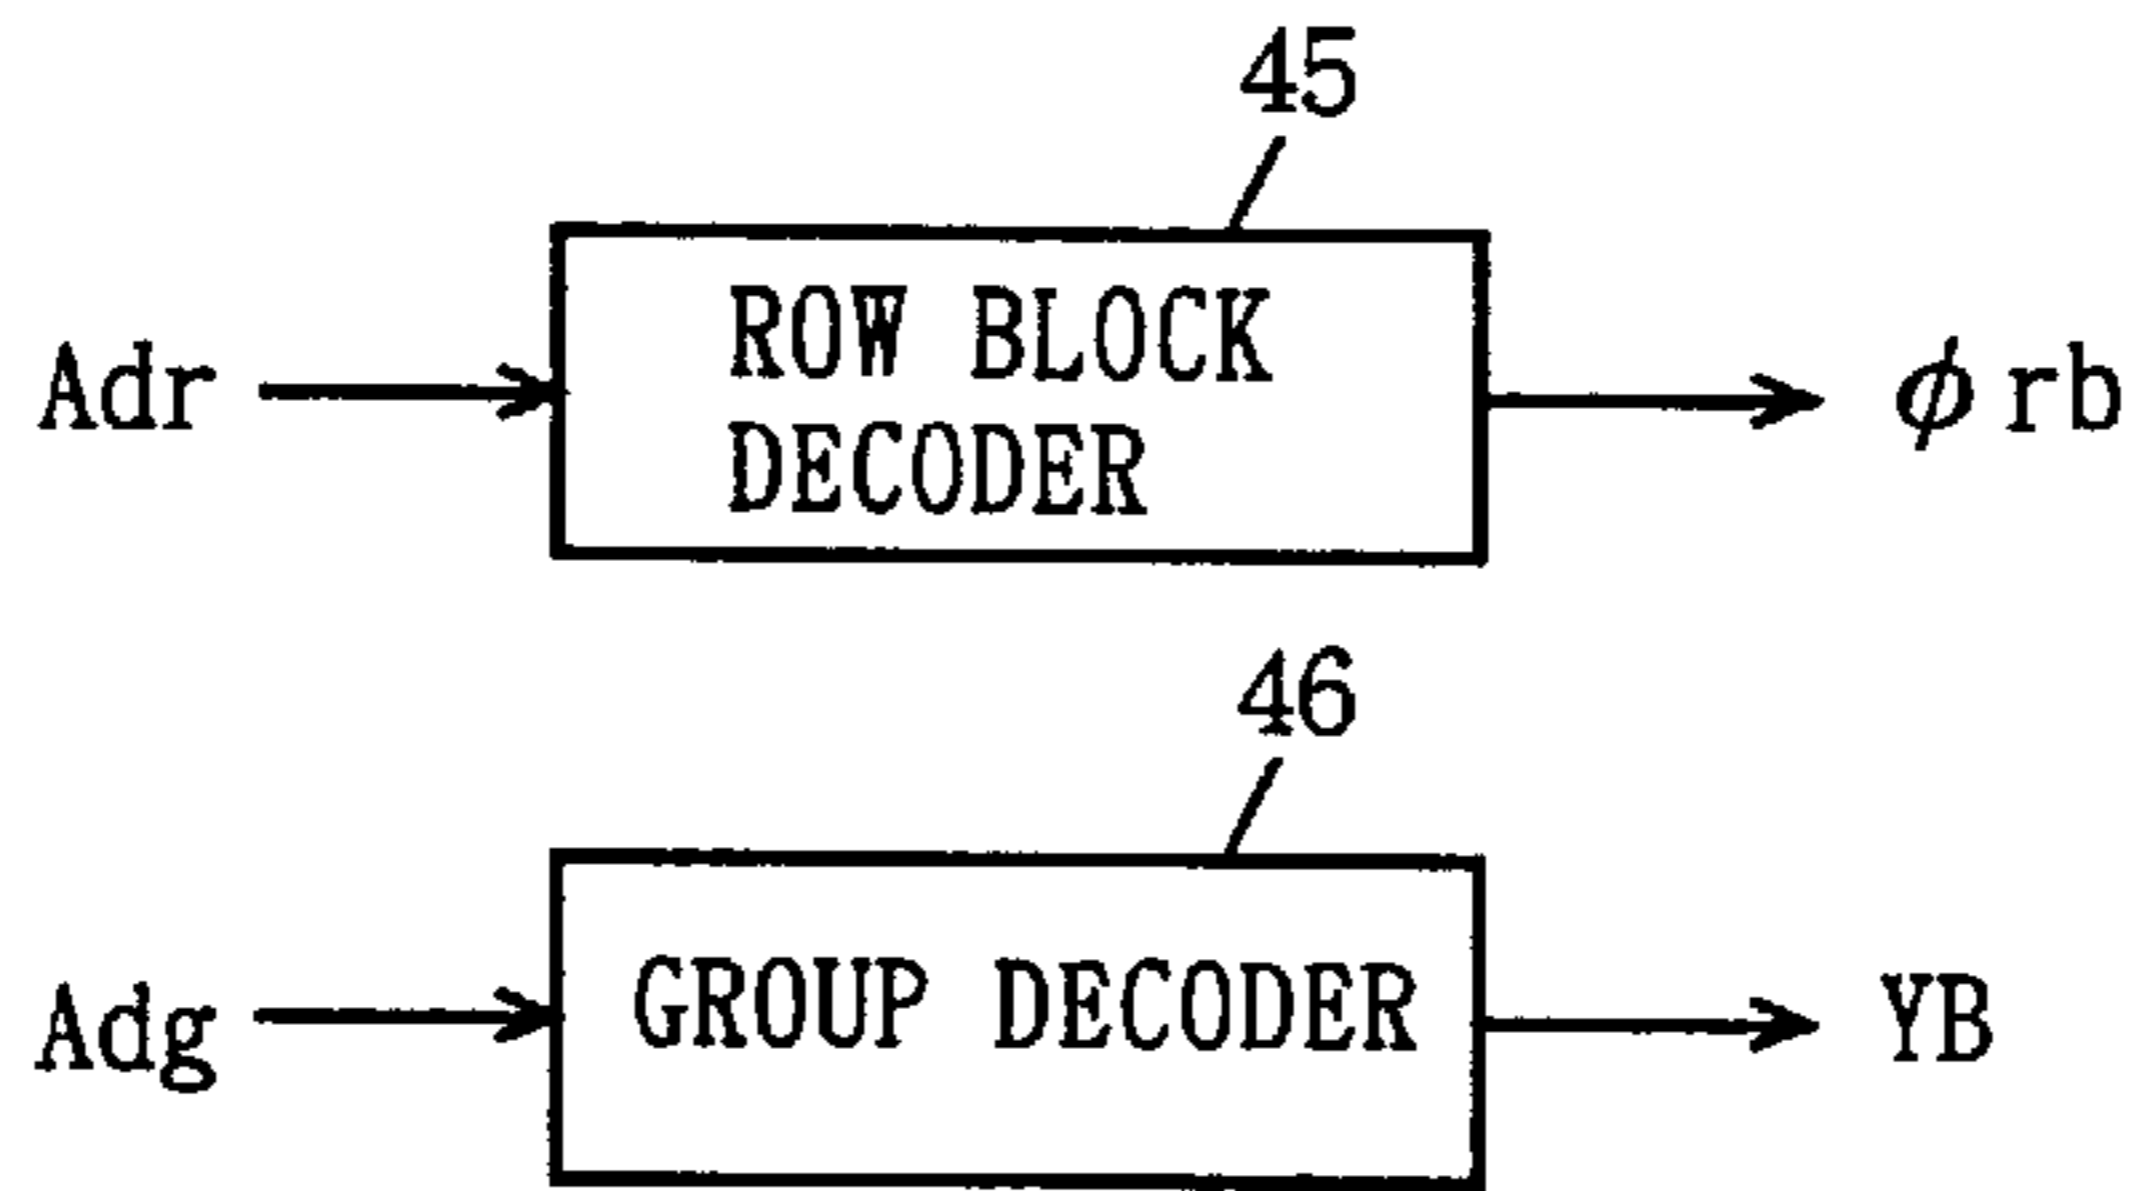 45
ROW BLOCK
DECODER
Adr
ϕrb
46
Adg
GROUP DECODER
YB